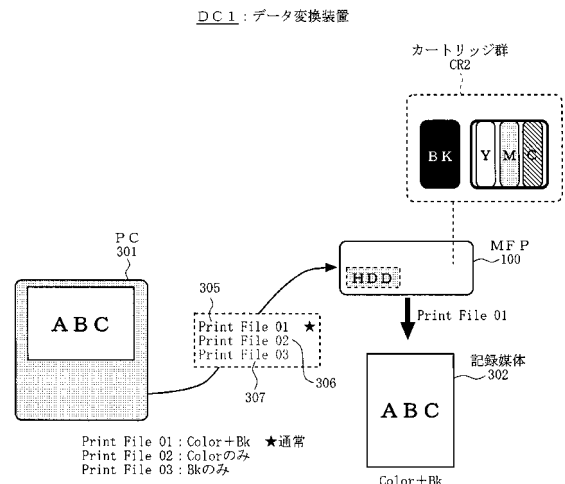 DC1：データ変換装置
カートリッジ群
CR2
BK
Y M C
PC
301
MFP
100
HDD
305
Print File 01 ★
Print File 02
Print File 03
306
307
Print File 01
ABC
記録媒体
302
ABC
Print File 01：Color＋Bk ★通常
Print File 02：Colorのみ
Print File 03：Bkのみ
Color＋Bk